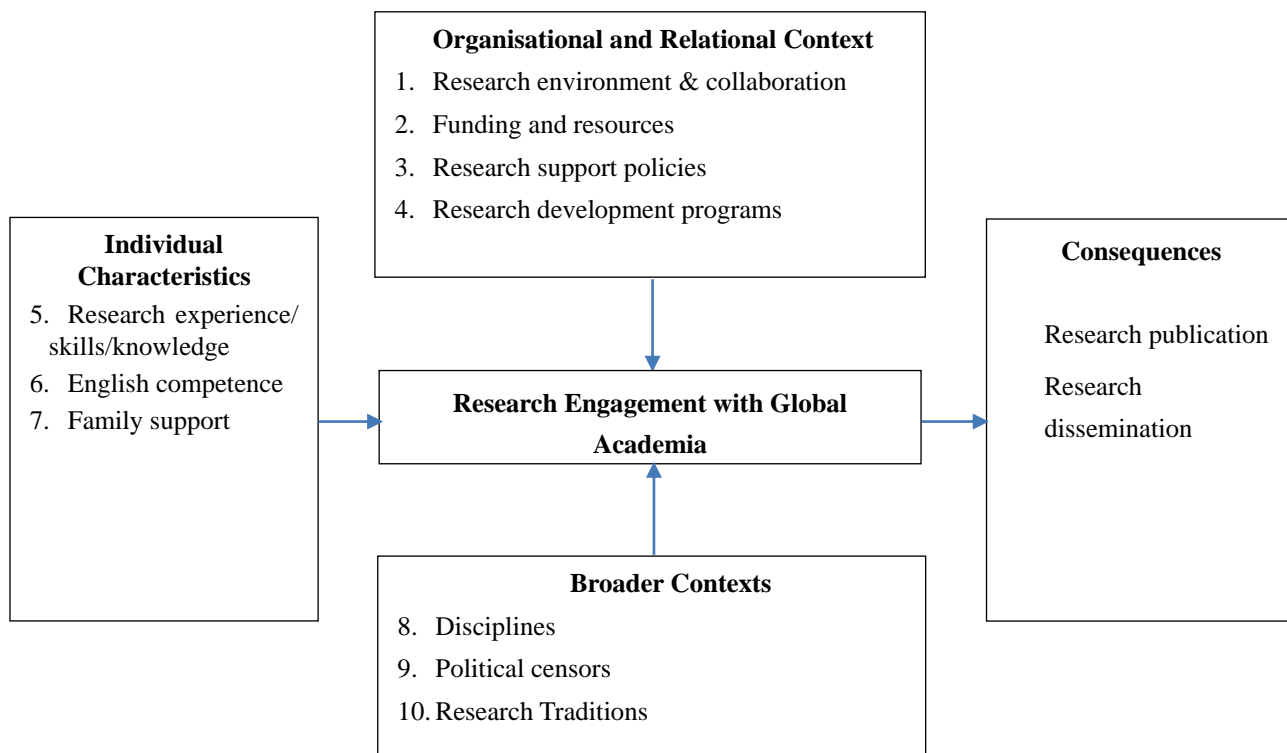 Organisational and Relational Context
1. Research environment & collaboration
2. Funding and resources
3. Research support policies
4. Research development programs
Individual
Characteristics
5. Research experience/
skills/knowledge
6. English competence
7. Family support
Research Engagement with Global
Academia
Consequences
Research publication
Research
dissemination
Broader Contexts
8. Disciplines
9. Political censors
10. Research Traditions